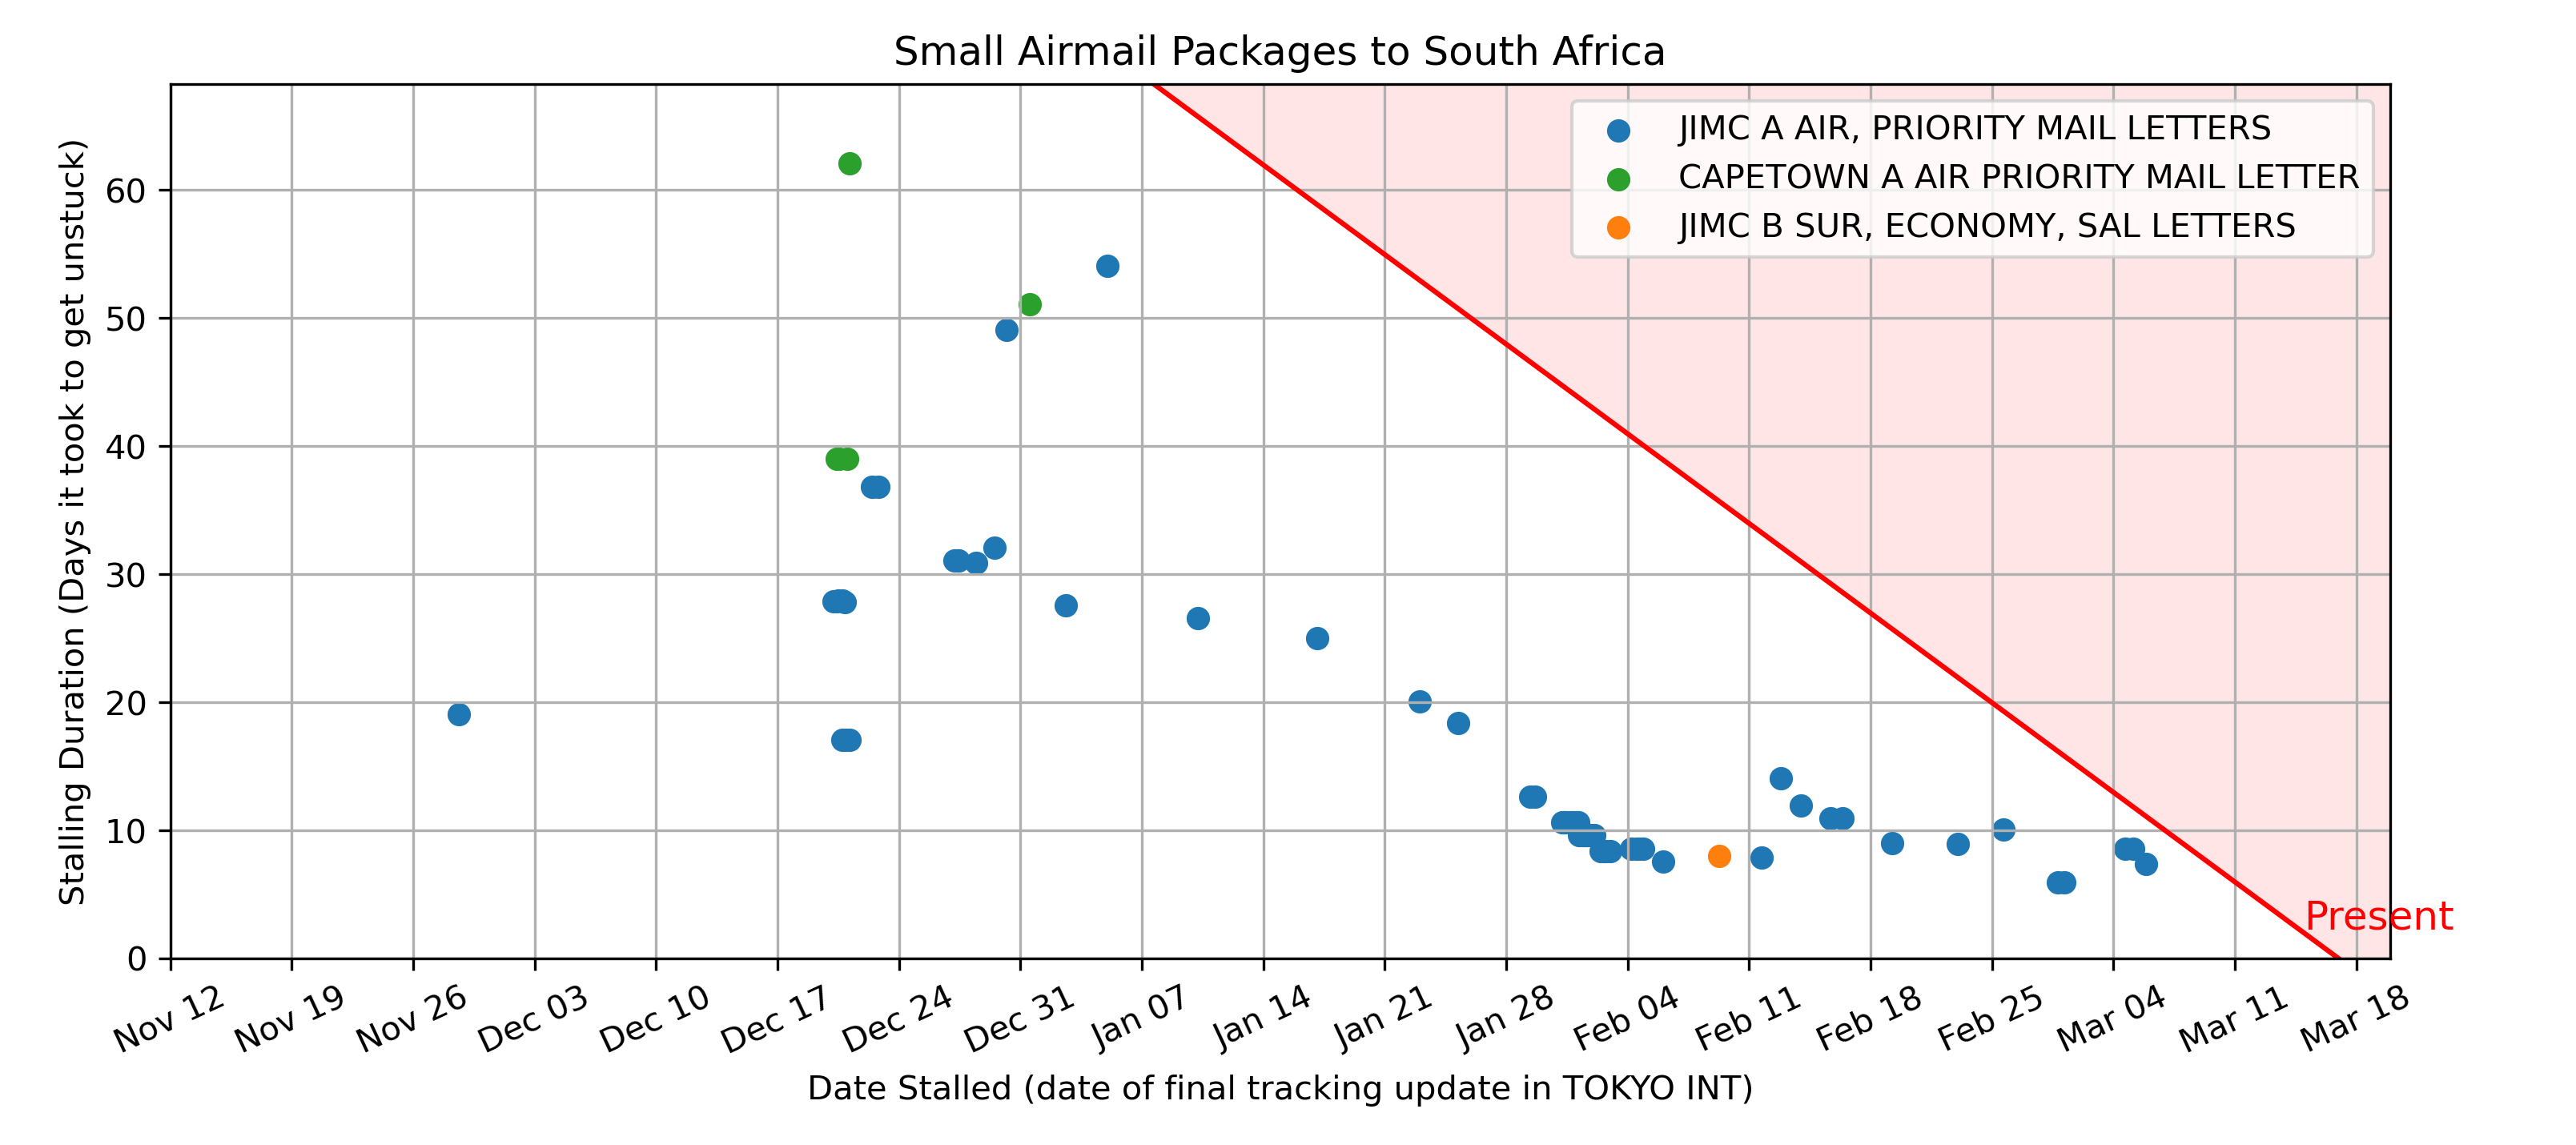 Small Airmail Packages to South Africa
JIMC A AIR, PRIORITY MAIL LETTERS
CAPETOWN A AIR PRIORITY MAIL LETTER
JIMC B SUR, ECONOMY, SAL LETTERS
Stalling Duration (Days it took to get unstuck)
60
50
40
30
20
10
0
Present
Nov 12
Nov 19
Nov 26
Dec 03
Dec 10
Dec 17
Dec 24
Dec 31
Jan 07
Jan 14
Jan 21
Jan 28
Feb 04
Feb 11
Feb 18
Feb 25
Mar 04
Mar 11
Mar 18
Date Stalled (date of final tracking update in TOKYO INT)